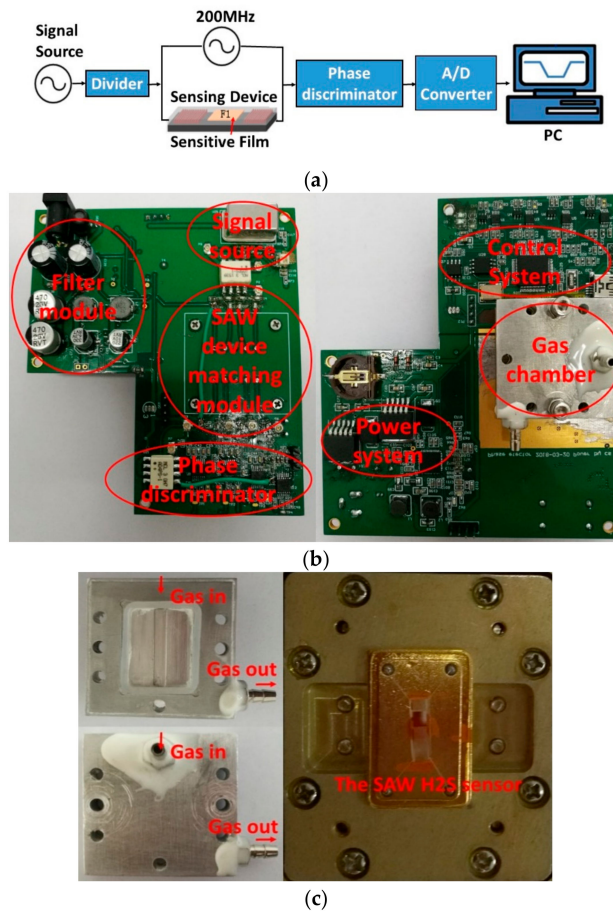 Signal
Source
200MHz
Divider
Sensing Device
F1
Sensitive Film
Phase
discriminator
A/D
Converter
PC
(a)
Filter
module
Signal
source
SAW
device
matching
module
Phase
discriminator
470
RVT
Control
System
Gas
chamber
Power
system
(b)
Gas in
Gas out
Gas in
Gas out
The SAW H2S sensor
(c)